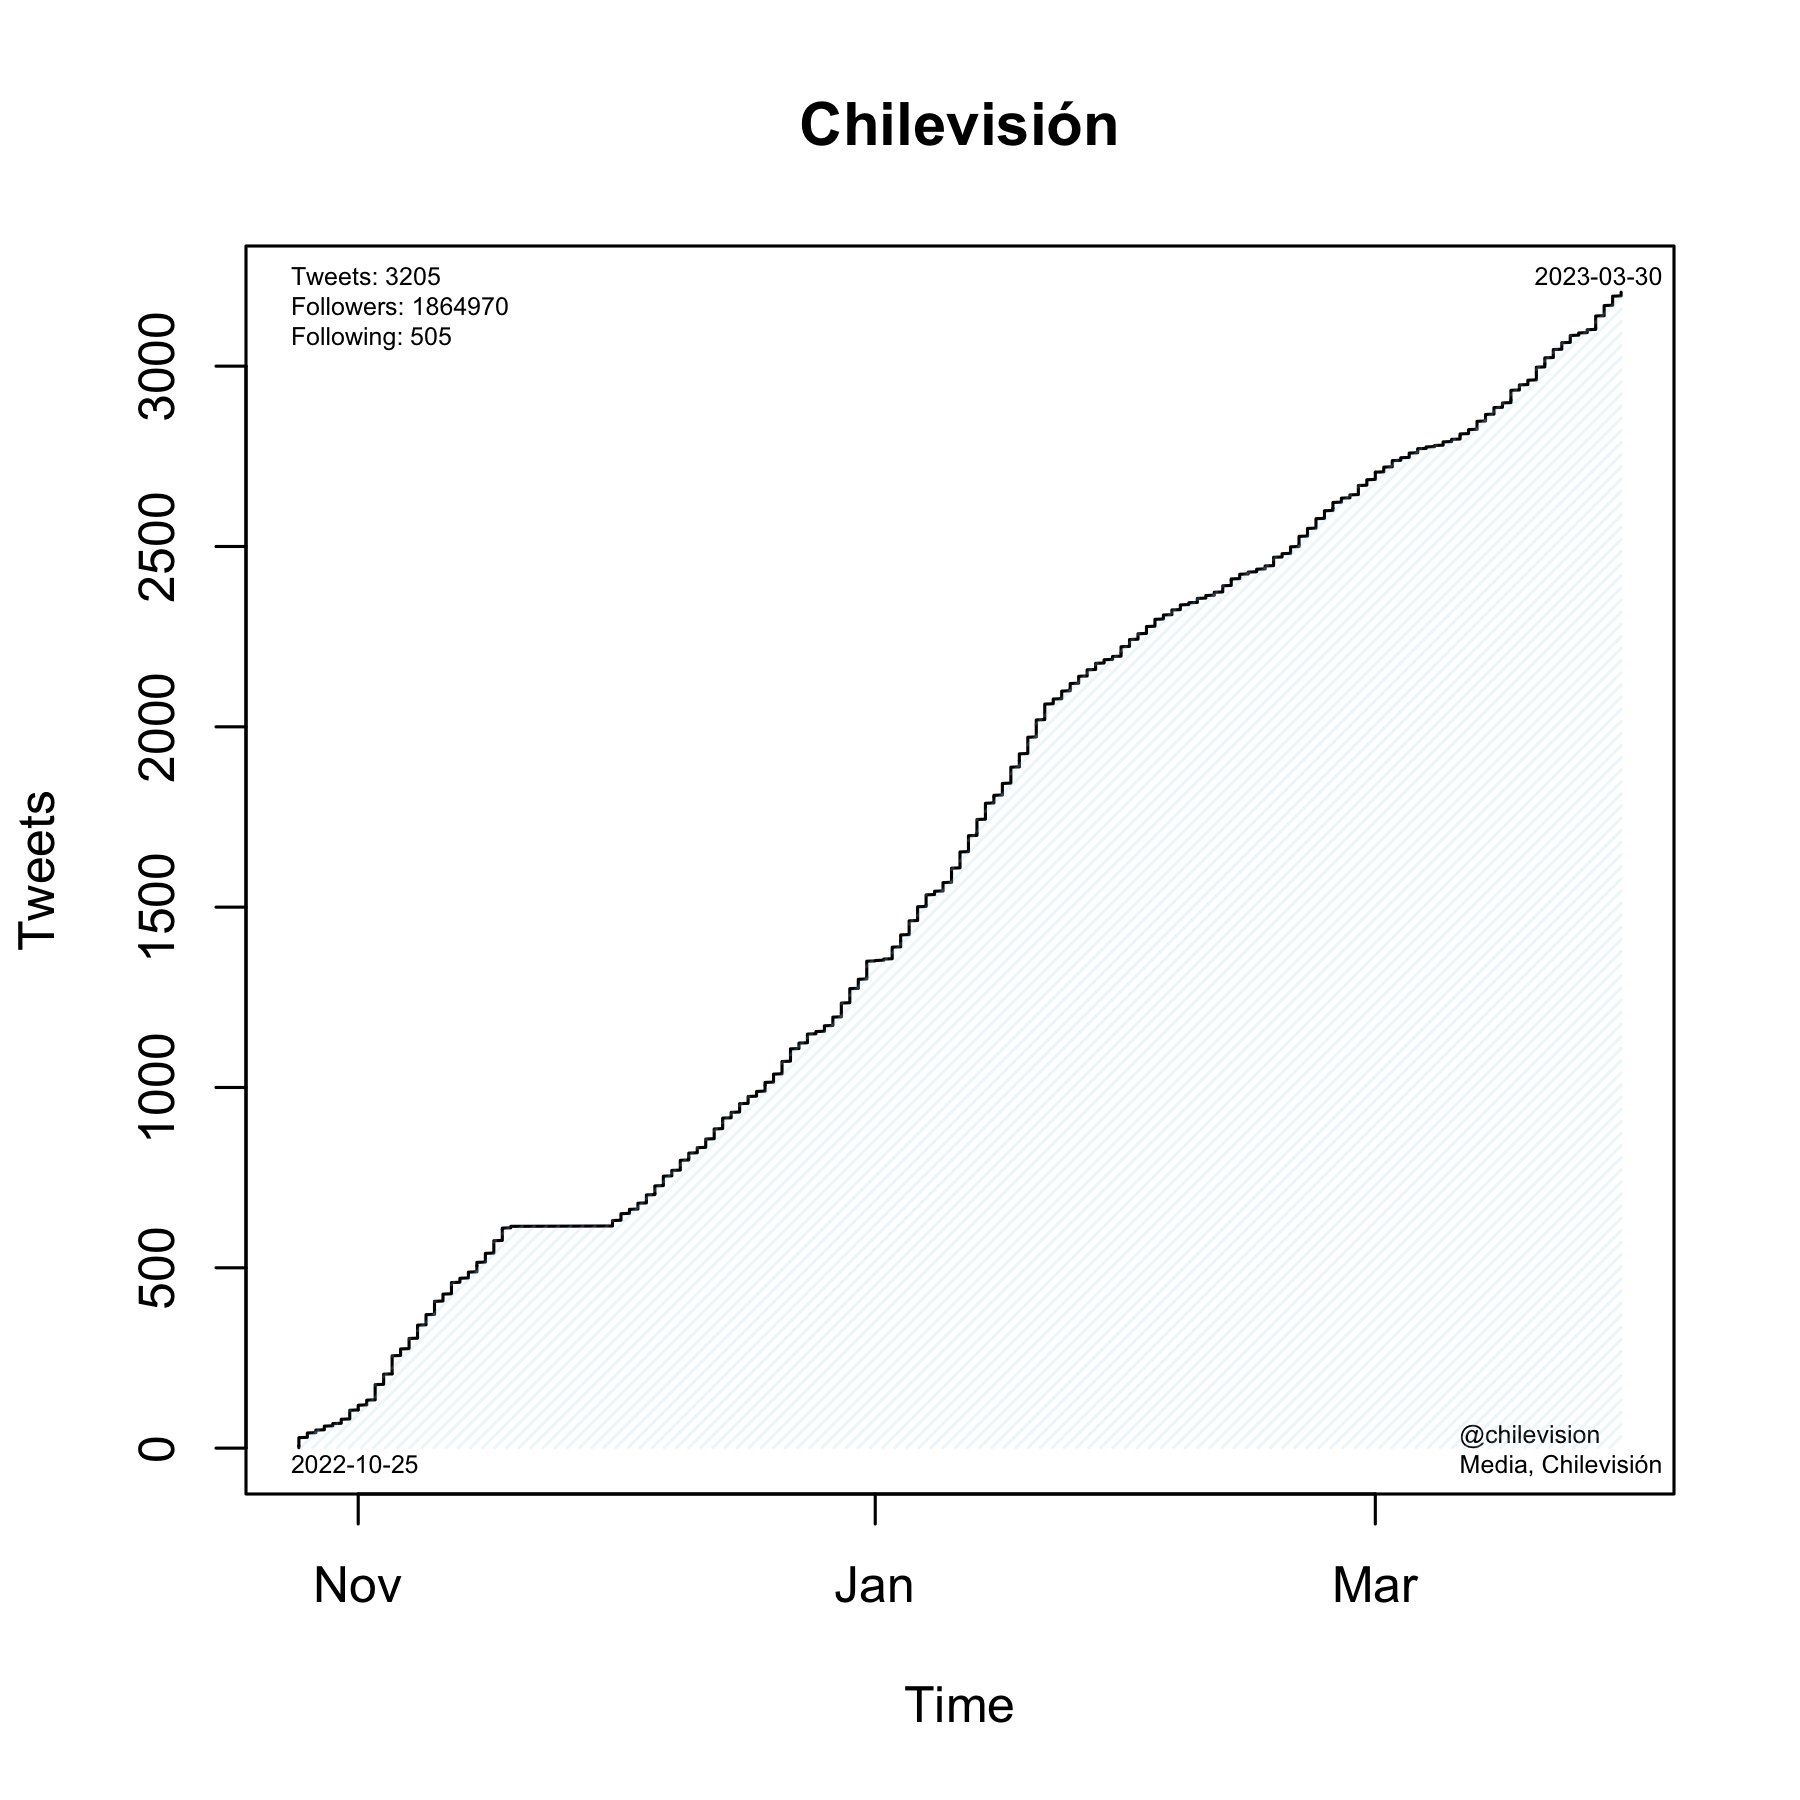 Chilevisión
Tweets: 3205
Followers: 1864970
Following: 505
2023-03-30
3000
2500
2000
1500
1000
500
0
Tweets
2022-10-25
@chilevision
Media, Chilevisión
Nov
Jan
Mar
Time